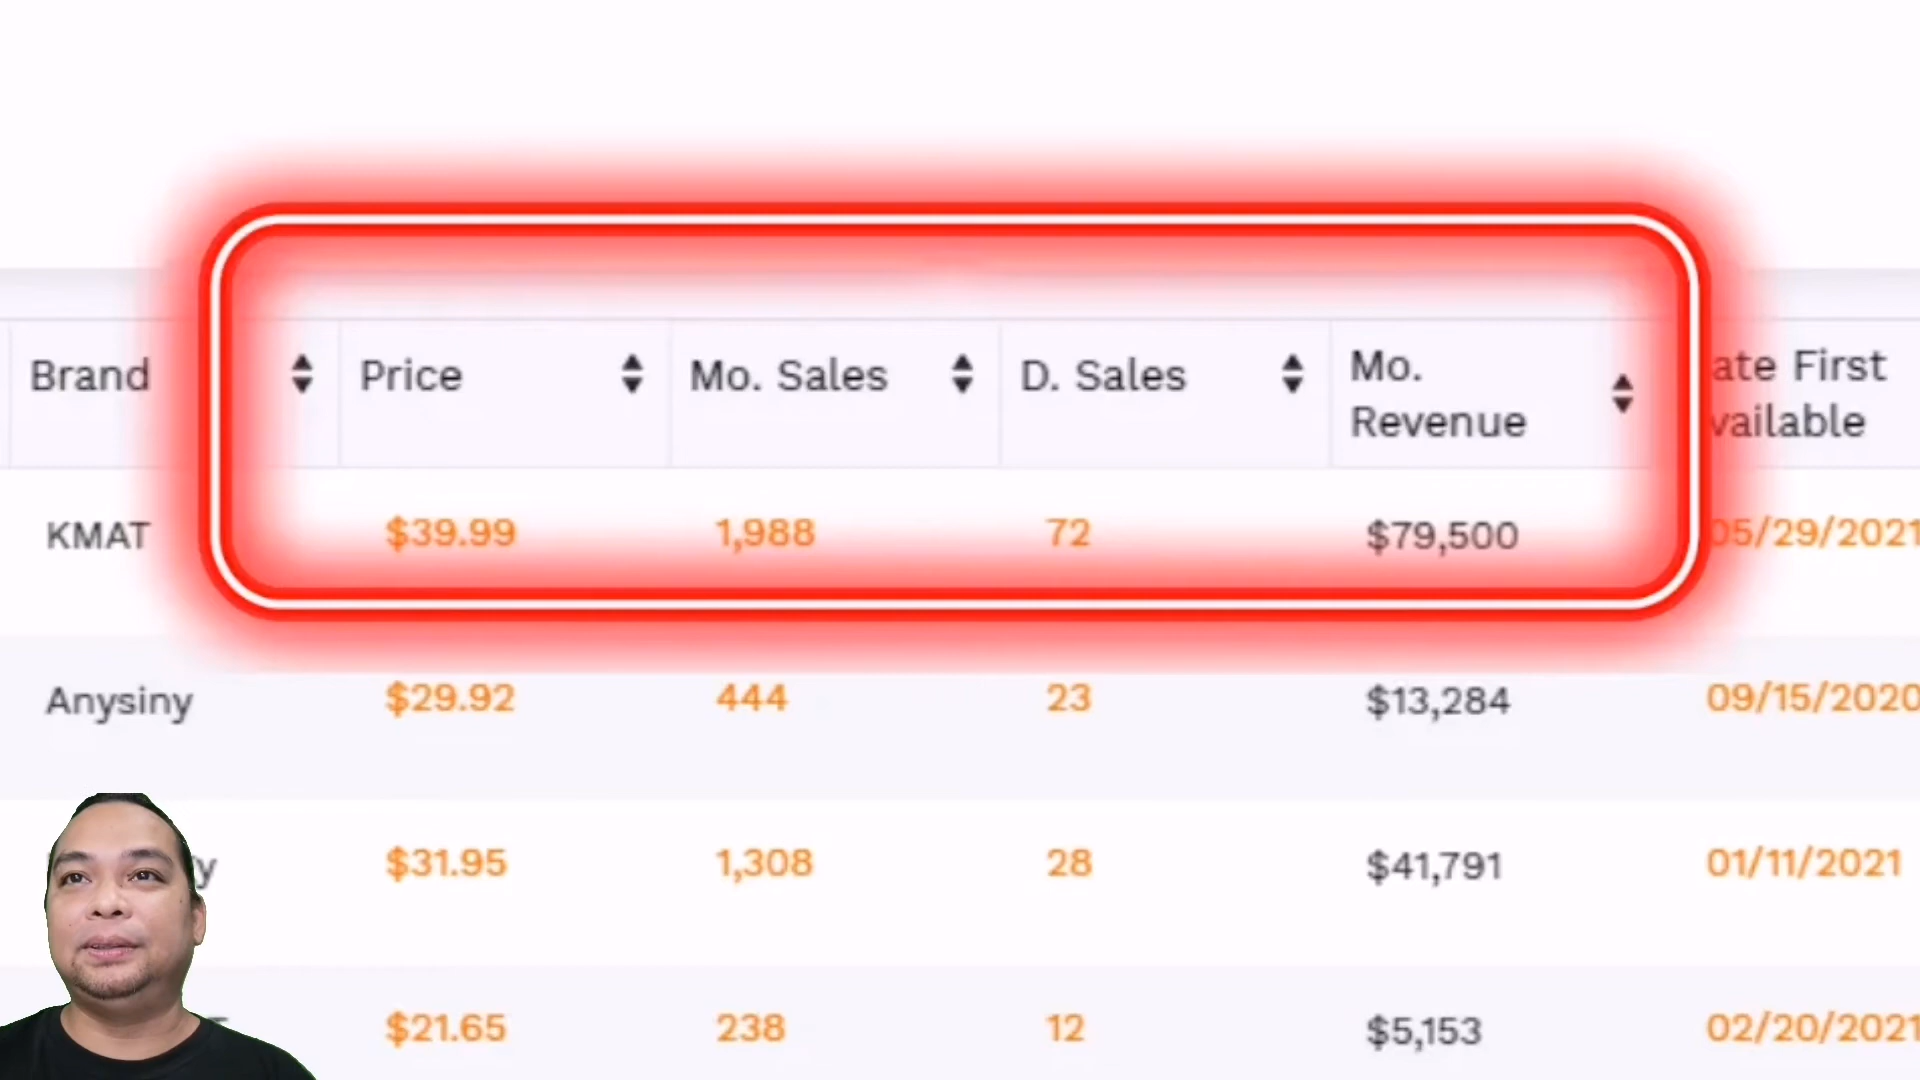 Brand Price Mo. Sales D. Sales Mo. Revenue ate First vailable
KMAT $39.99 1,988 72 $79,500 05/29/2021
Anysiny $29.92 444 23 $13,284 09/15/2020
$31.95 1,308 28 $41,791 01/11/2021
$21.65 238 12 $5,153 02/20/2021